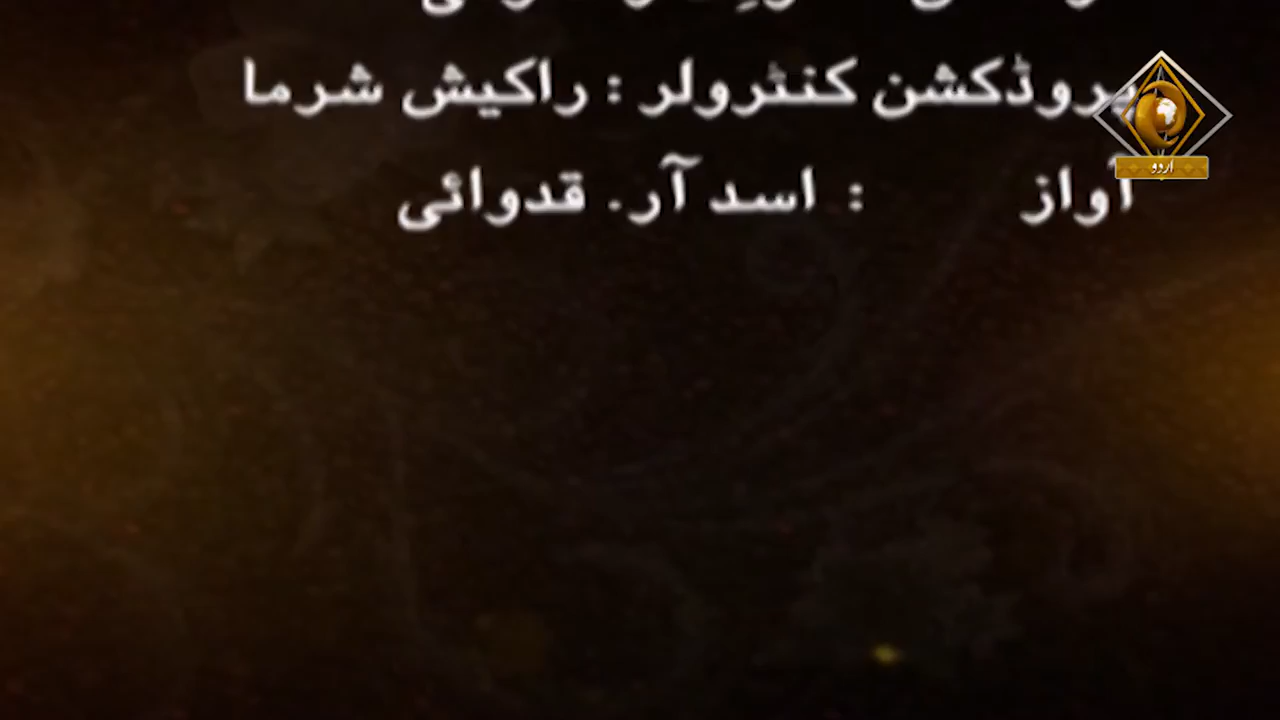 پروڈکشن کنٹرولر : راکیش شرما
آواز : اسد آر. قدوائی
اردو